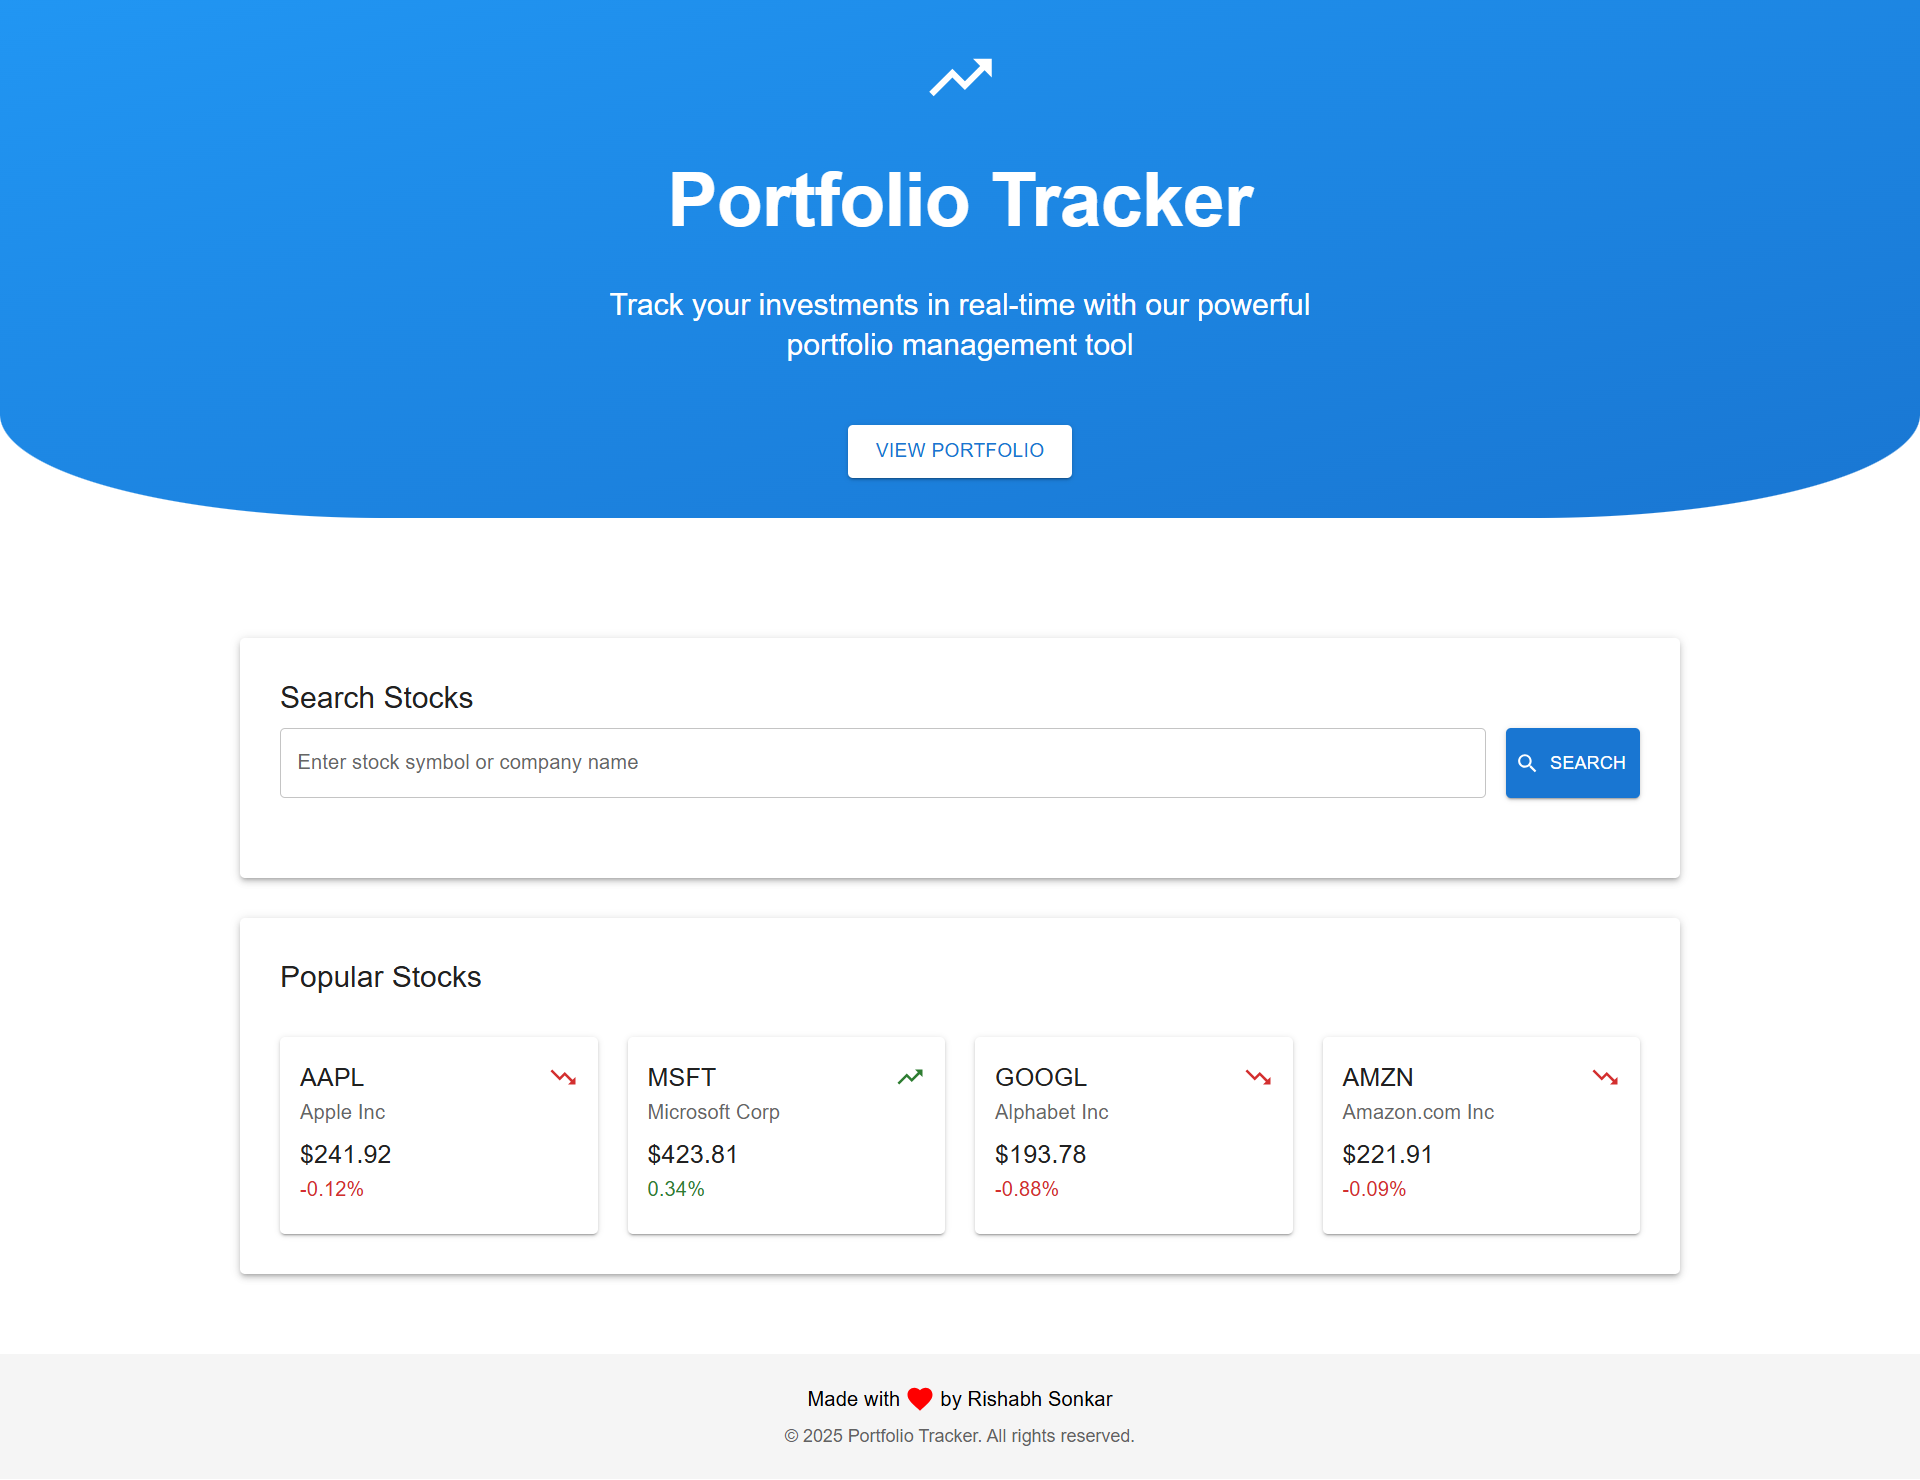 Portfolio Tracker
Track your investments in real-time with our powerful
portfolio management tool
VIEW PORTFOLIO
Search Stocks
Enter stock symbol or company name
SEARCH
Popular Stocks
AAPL
Apple Inc
$241.92
-0.12%
MSFT
Microsoft Corp
$423.81
0.34%
GOOGL
Alphabet Inc
$193.78
-0.88%
AMZN
Amazon.com Inc
$221.91
-0.09%
Made with ❤ by Rishabh Sonkar
© 2025 Portfolio Tracker. All rights reserved.